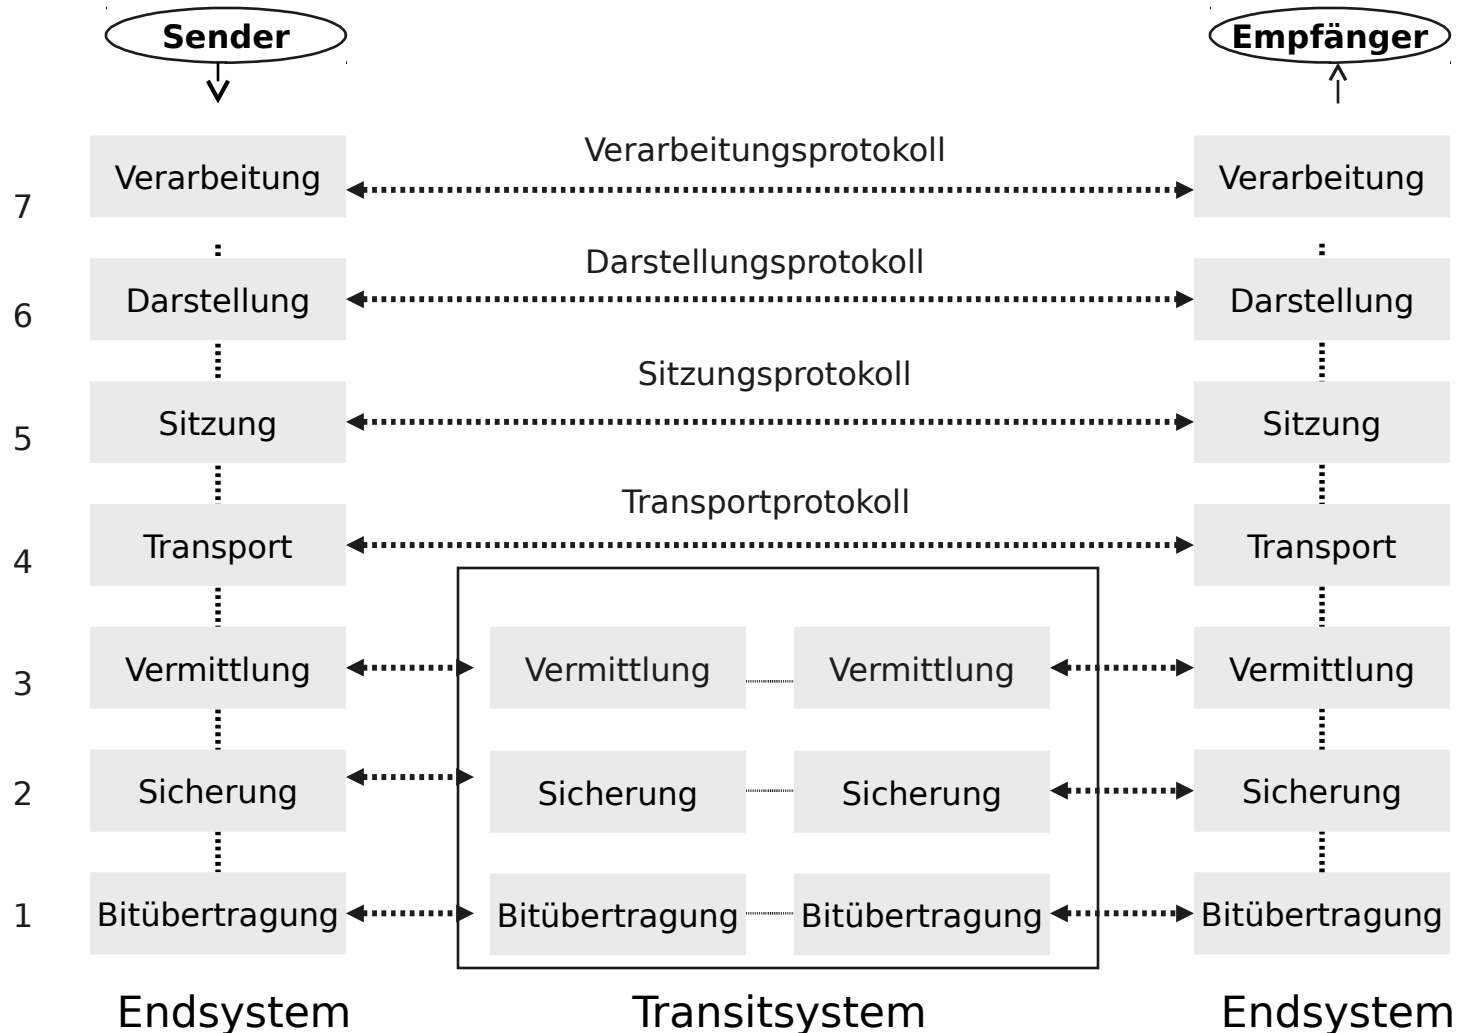 Sender
Empfänger
Verarbeitungsprotokoll
Verarbeitung
Verarbeitung
7
Darstellungsprotokoll
Darstellung
Darstellung
6
Sitzungsprotokoll
Sitzung
Sitzung
5
Transportprotokoll
Transport
Transport
4
Vermittlung
Vermittlung
Vermittlung
Vermittlung
3
Sicherung
Sicherung
Sicherung
Sicherung
2
Bitübertragung
Bitübertragung
Bitübertragung
Bitübertragung
1
Endsystem
Transitsystem
Endsystem